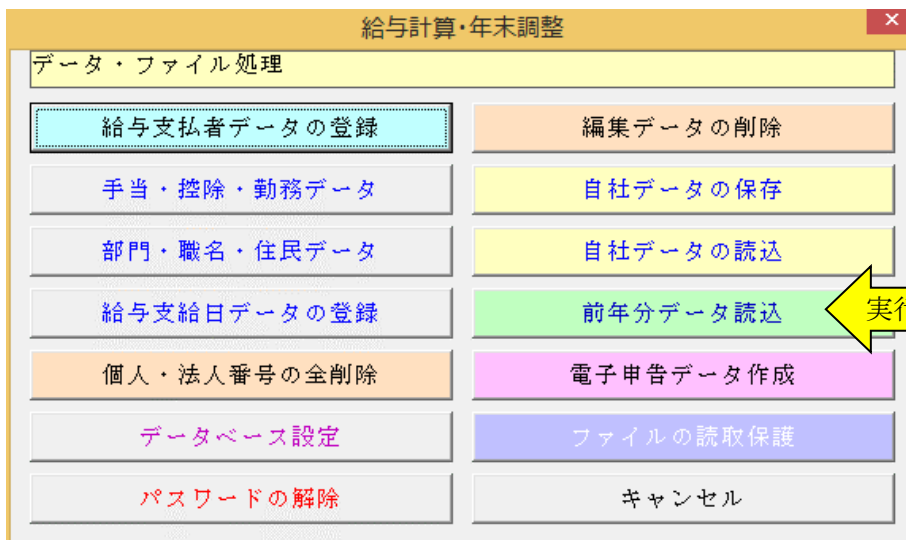 給与計算・年末調整
データ・ファイル処理
給与支払者データの登録
編集データの削除
手当・控除・勤務データ
自社データの保存
部門・職名・住民データ
自社データの読込
給与支給日データの登録
前年分データ読込
実行
個人・法人番号の全削除
電子申告データ作成
データベース設定
ファイルの読取保護
パスワードの解除
キャンセル